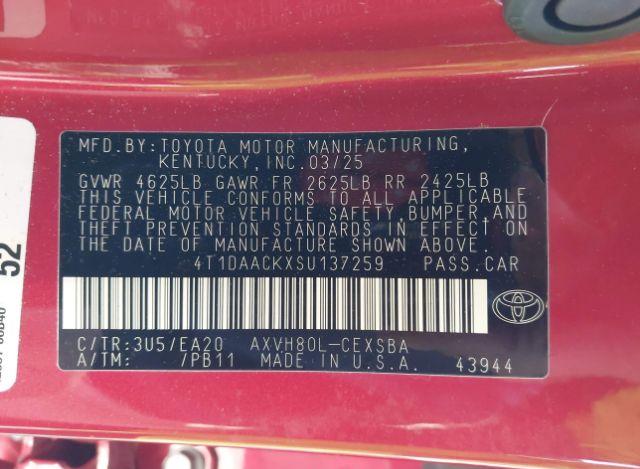 MFD.BY:TOYOTA MOTOR MANUFACTURING,
KENTUCKY, INC. 03/25
GVWR 4625LB GAWR FR 2625LB RR 2425LB
THIS VEHICLE CONFORMS TO ALL APPLICABLE
FEDERAL MOTOR VEHICLE SAFETY, BUMPER, AND
THEFT PREVENTION STANDARDS IN EFFECT ON
THE DATE OF MANUFACTURE SHOWN ABOVE.
4T1DAACKXSU137259 PASS.CAR
C/TR:3U5/EA20 AXVH80L-CEXSBA
A/TM: /PB11 MADE IN U.S.A. 43944
52